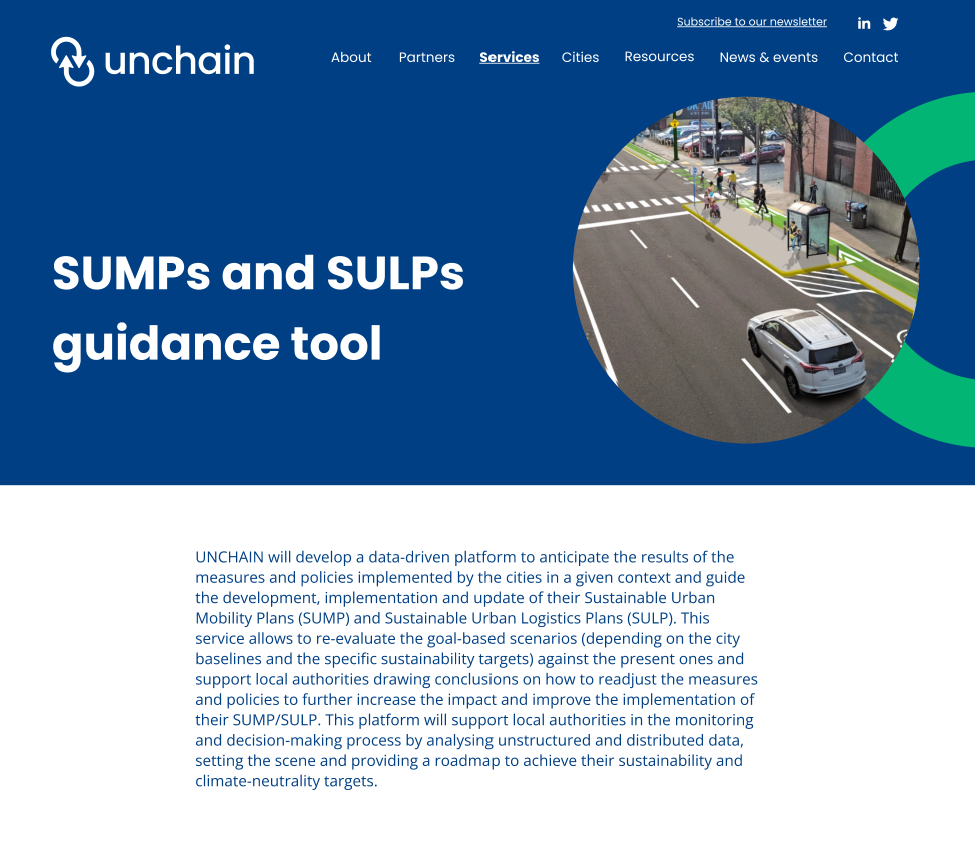 Subscribe to our newsletter
in
unchain
About Partners Services Cities Resources News & events Contact
SUMPs and SULPs
guidance tool
UNCHAIN will develop a data-driven platform to anticipate the results of the
measures and policies implemented by the cities in a given context and guide
the development, implementation and update of their Sustainable Urban
Mobility Plans (SUMP) and Sustainable Urban Logistics Plans (SULP). This
service allows to re-evaluate the goal-based scenarios (depending on the city
baselines and the specific sustainability targets) against the present ones and
support local authorities drawing conclusions on how to readjust the measures
and policies to further increase the impact and improve the implementation of
their SUMP/SULP. This platform will support local authorities in the monitoring
and decision-making process by analysing unstructured and distributed data,
setting the scene and providing a roadmap to achieve their sustainability and
climate-neutrality targets.